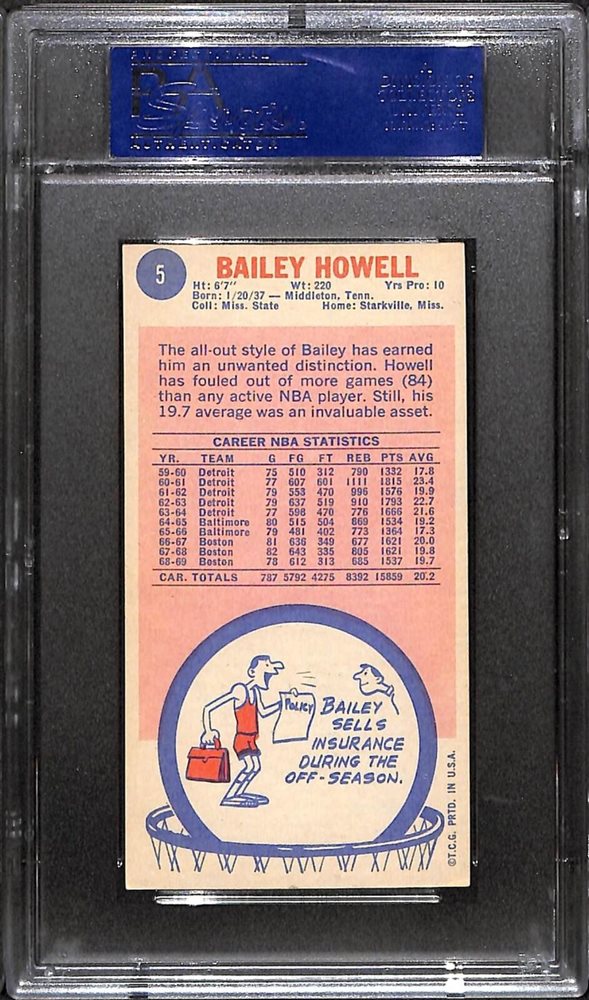 PSA
AUTHENTICATOR
5
BAILEY HOWELL
Ht: 6'7" Wt: 220 Yrs Pro: 10
Born: 1/20/37 — Middleton, Tenn.
Coll: Miss. State Home: Starkville, Miss.
The all-out style of Bailey has earned
him an unwanted distinction. Howell
has fouled out of more games (84)
than any active NBA player. Still, his
19.7 average was an invaluable asset.
CAREER NBA STATISTICS
YR. TEAM G FG FT REB PTS AVG
59-60 Detroit 75 510 312 790 1332 17.8
60-61 Detroit 77 607 601 1111 1815 23.4
61-62 Detroit 79 553 470 996 1576 19.9
62-63 Detroit 79 637 519 910 1793 22.7
63-64 Detroit 77 598 470 776 1666 21.6
64-65 Baltimore 80 515 504 869 1534 19.2
65-66 Baltimore 79 481 402 773 1364 17.3
66-67 Boston 81 636 349 677 1621 20.0
67-68 Boston 82 643 335 805 1621 19.8
68-69 Boston 78 612 313 685 1537 19.7
CAR. TOTALS 787 5792 4275 8392 15859 20.2
POLICY
BAILEY
SELLS
INSURANCE
DURING THE
OFF-SEASON.
©T.C.G. PRTD. IN U.S.A.